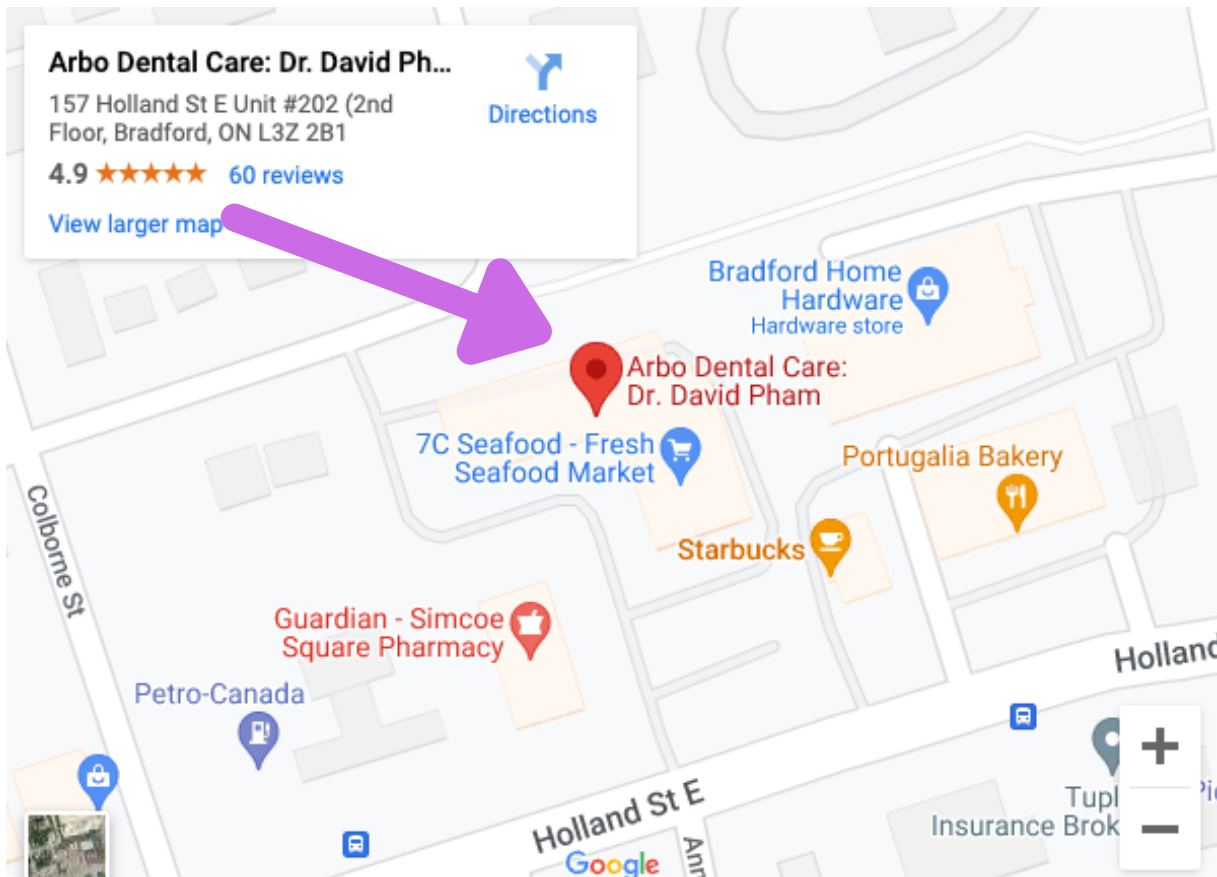 Arbo Dental Care: Dr. David Ph...
157 Holland St E Unit #202 (2nd
Floor, Bradford, ON L3Z 2B1
4.9
60 reviews
View larger map
Directions
Bradford Home
Hardware
Hardware store
Arbo Dental Care:
Dr. David Pham
7C Seafood - Fresh
Seafood Market
Portugalia Bakery
Starbucks
Colborne St
Guardian - Simcoe
Square Pharmacy
Petro-Canada
Holland
Holland St E
Tupl
Insurance Brok
Pic
Ann
Google